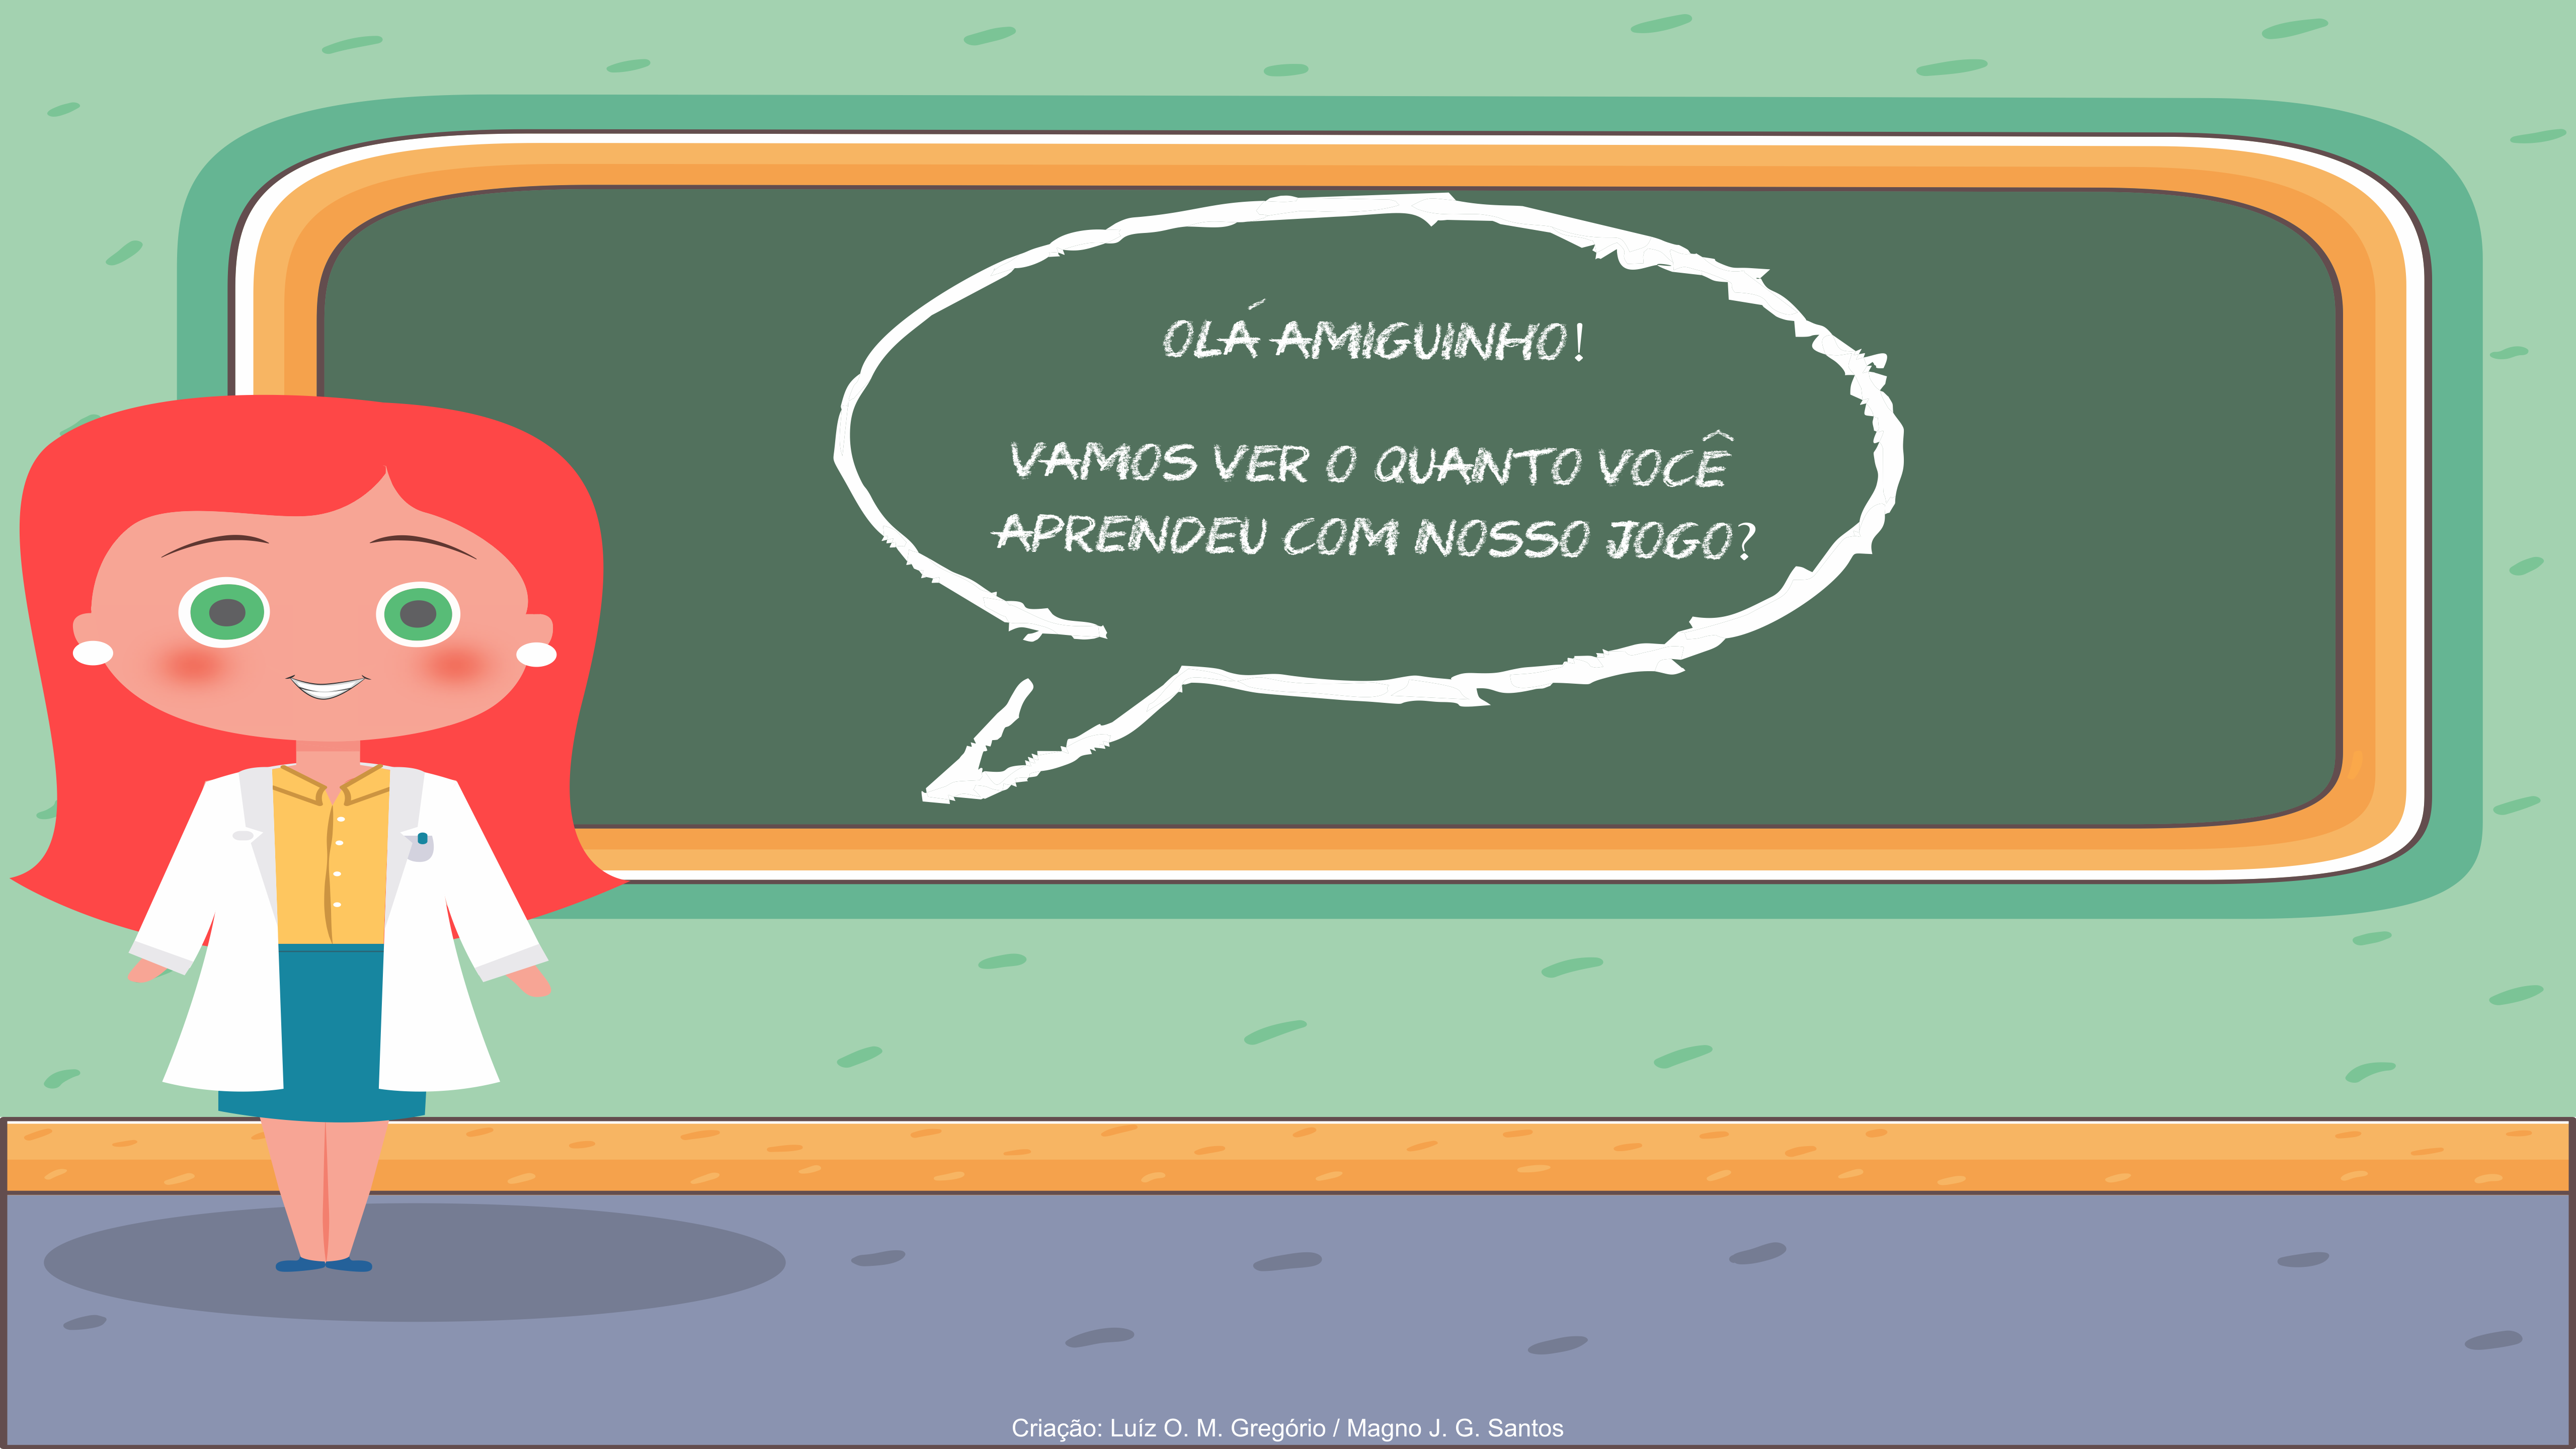 OLÁ AMIGUINHO!
VAMOS VER O QUANTO VOCÊ
APRENDEU COM NOSSO JOGO?
Criação: Luíz O. M. Gregório / Magno J. G. Santos